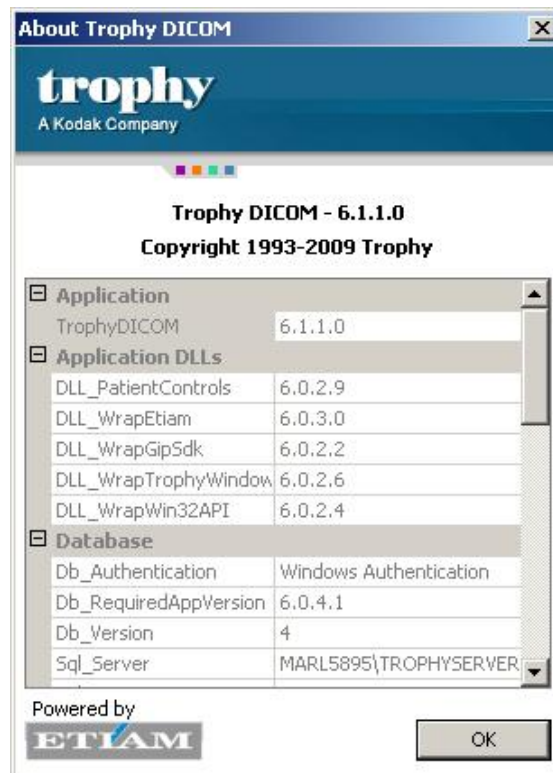 About Trophy DICOM
trophy
A Kodak Company
Trophy DICOM - 6.1.1.0
Copyright 1993-2009 Trophy
Application
TrophyDICOM 6.1.1.0
Application DLLs
DLL_PatientControls 6.0.2.9
DLL_WrapEtiam 6.0.3.0
DLL_WrapGipSdk 6.0.2.2
DLL_WrapTrophyWindow 6.0.2.6
DLL_WrapWin32API 6.0.2.4
Database
Db_Authentication Windows Authentication
Db_RequiredAppVersion 6.0.4.1
Db_Version 4
Sql_Server MARL5895\TROPHYSERVER
Powered by
ETIAM
OK